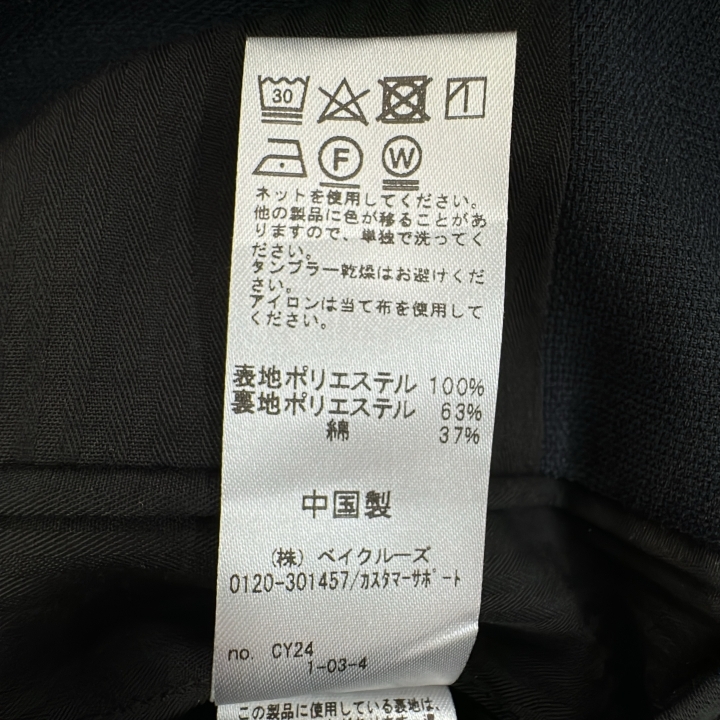 30
F W
ネットを使用してください。
他の製品に色が移ることがあ
りますので、単独で洗ってく
ださい。
タンブラー乾燥はお避けくだ
さい。
アイロンは当て布を使用して
ください。
表地ポリエステル 100%
裏地ポリエステル 63%
綿 37%
中国製
(株) ベイクルーズ
0120-301457/カスタマーサポート
no. CY24
1-03-4
この製品に使用している裏地は、